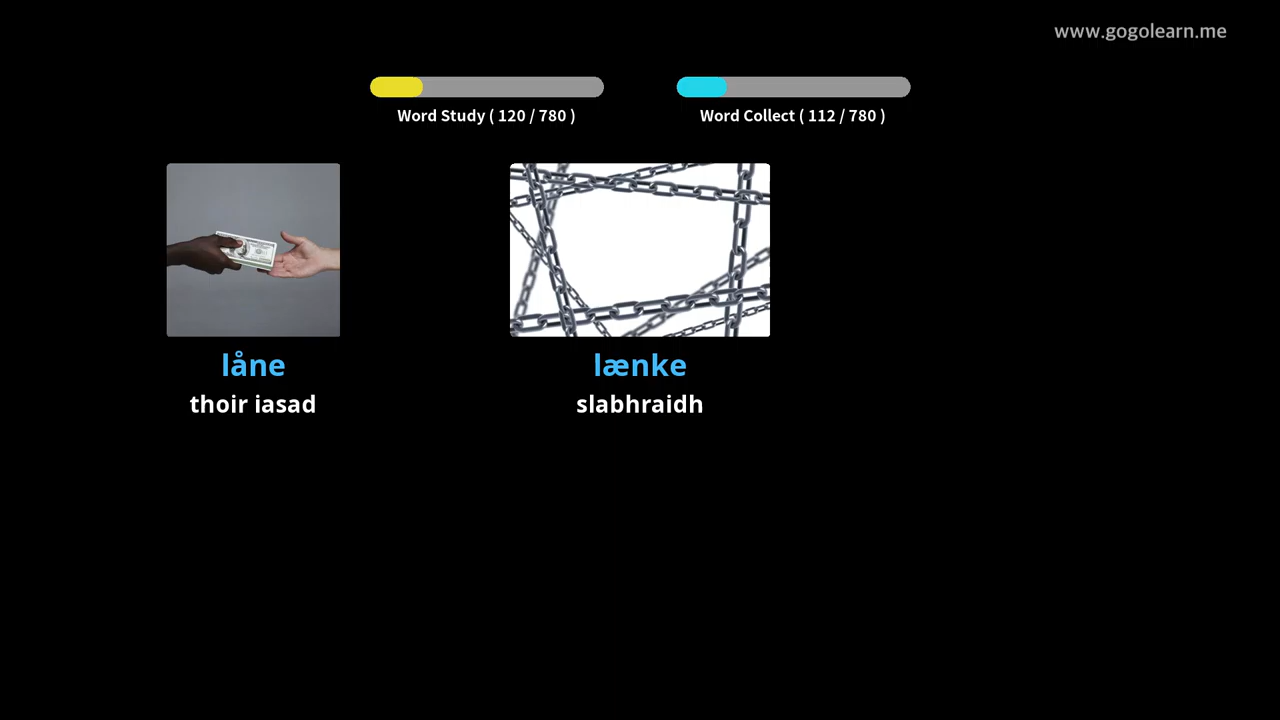 www.gogolearn.me
Word Study ( 120 / 780 )
Word Collect ( 112 / 780 )
låne
thoir iasad
lænke
slabhraidh